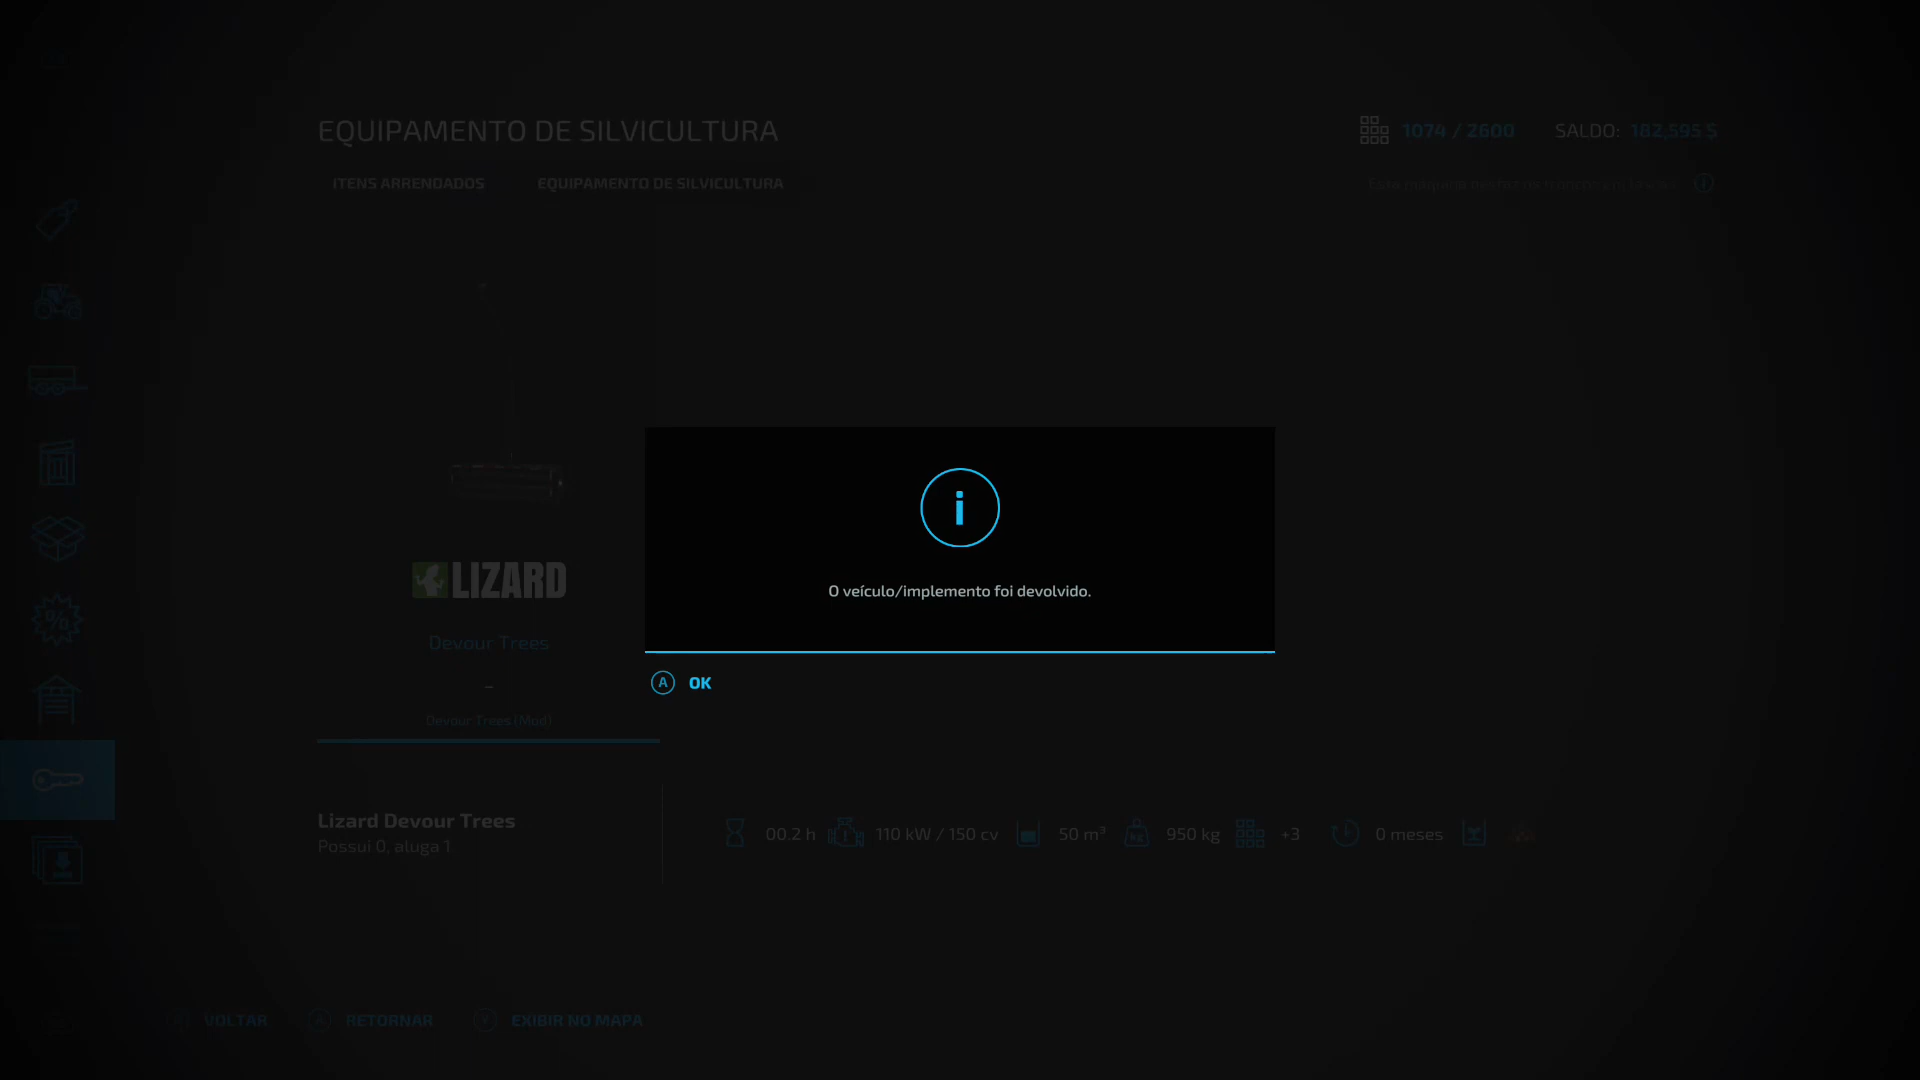 EQUIPAMENTO DE SILVICULTURA
1074 / 2600 SALDO: 182,595 $
ITENS ARRENDADOS EQUIPAMENTO DE SILVICULTURA
i
O veículo/implemento foi devolvido.
A OK
LIZARD
Devour Trees
-
Devour Trees (Mod)
Lizard Devour Trees
Possui 0, aluga 1
00.2 h 110 kW / 150 cv 50 m³ 950 kg +3 0 meses
VOLTAR RETORNAR Y EXIBIR NO MAPA